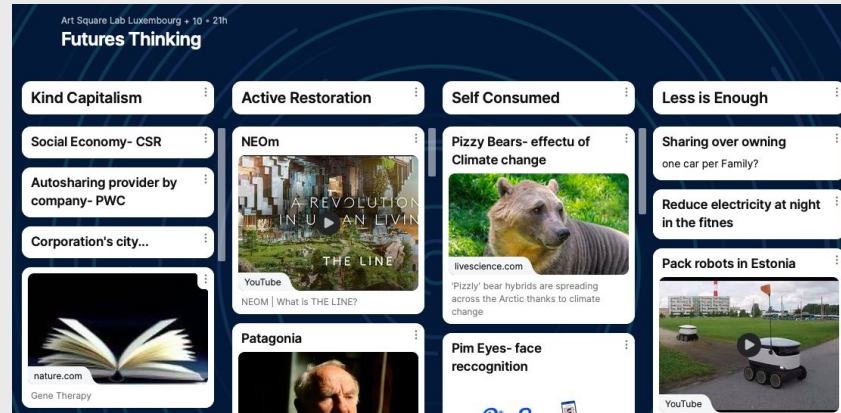 Art Square Lab Luxembourg + 10 • 21h
Futures Thinking
Kind Capitalism
Social Economy- CSR
Autosharing provider by
company- PWC
Corporation's city...
nature.com
Gene Therapy
Active Restoration
NEOm
A REVOLUTION
IN URBAN LIVIN
THE LINE
YouTube
NEOM | What is THE LINE?
Patagonia
Self Consumed
Pizzy Bears- effectu of
Climate change
livescience.com
'Pizzly' bear hybrids are spreading
across the Arctic thanks to climate
change
Pim Eyes- face
reccognition
Less is Enough
Sharing over owning
one car per Family?
Reduce electricity at night
in the fitnes
Pack robots in Estonia
YouTube